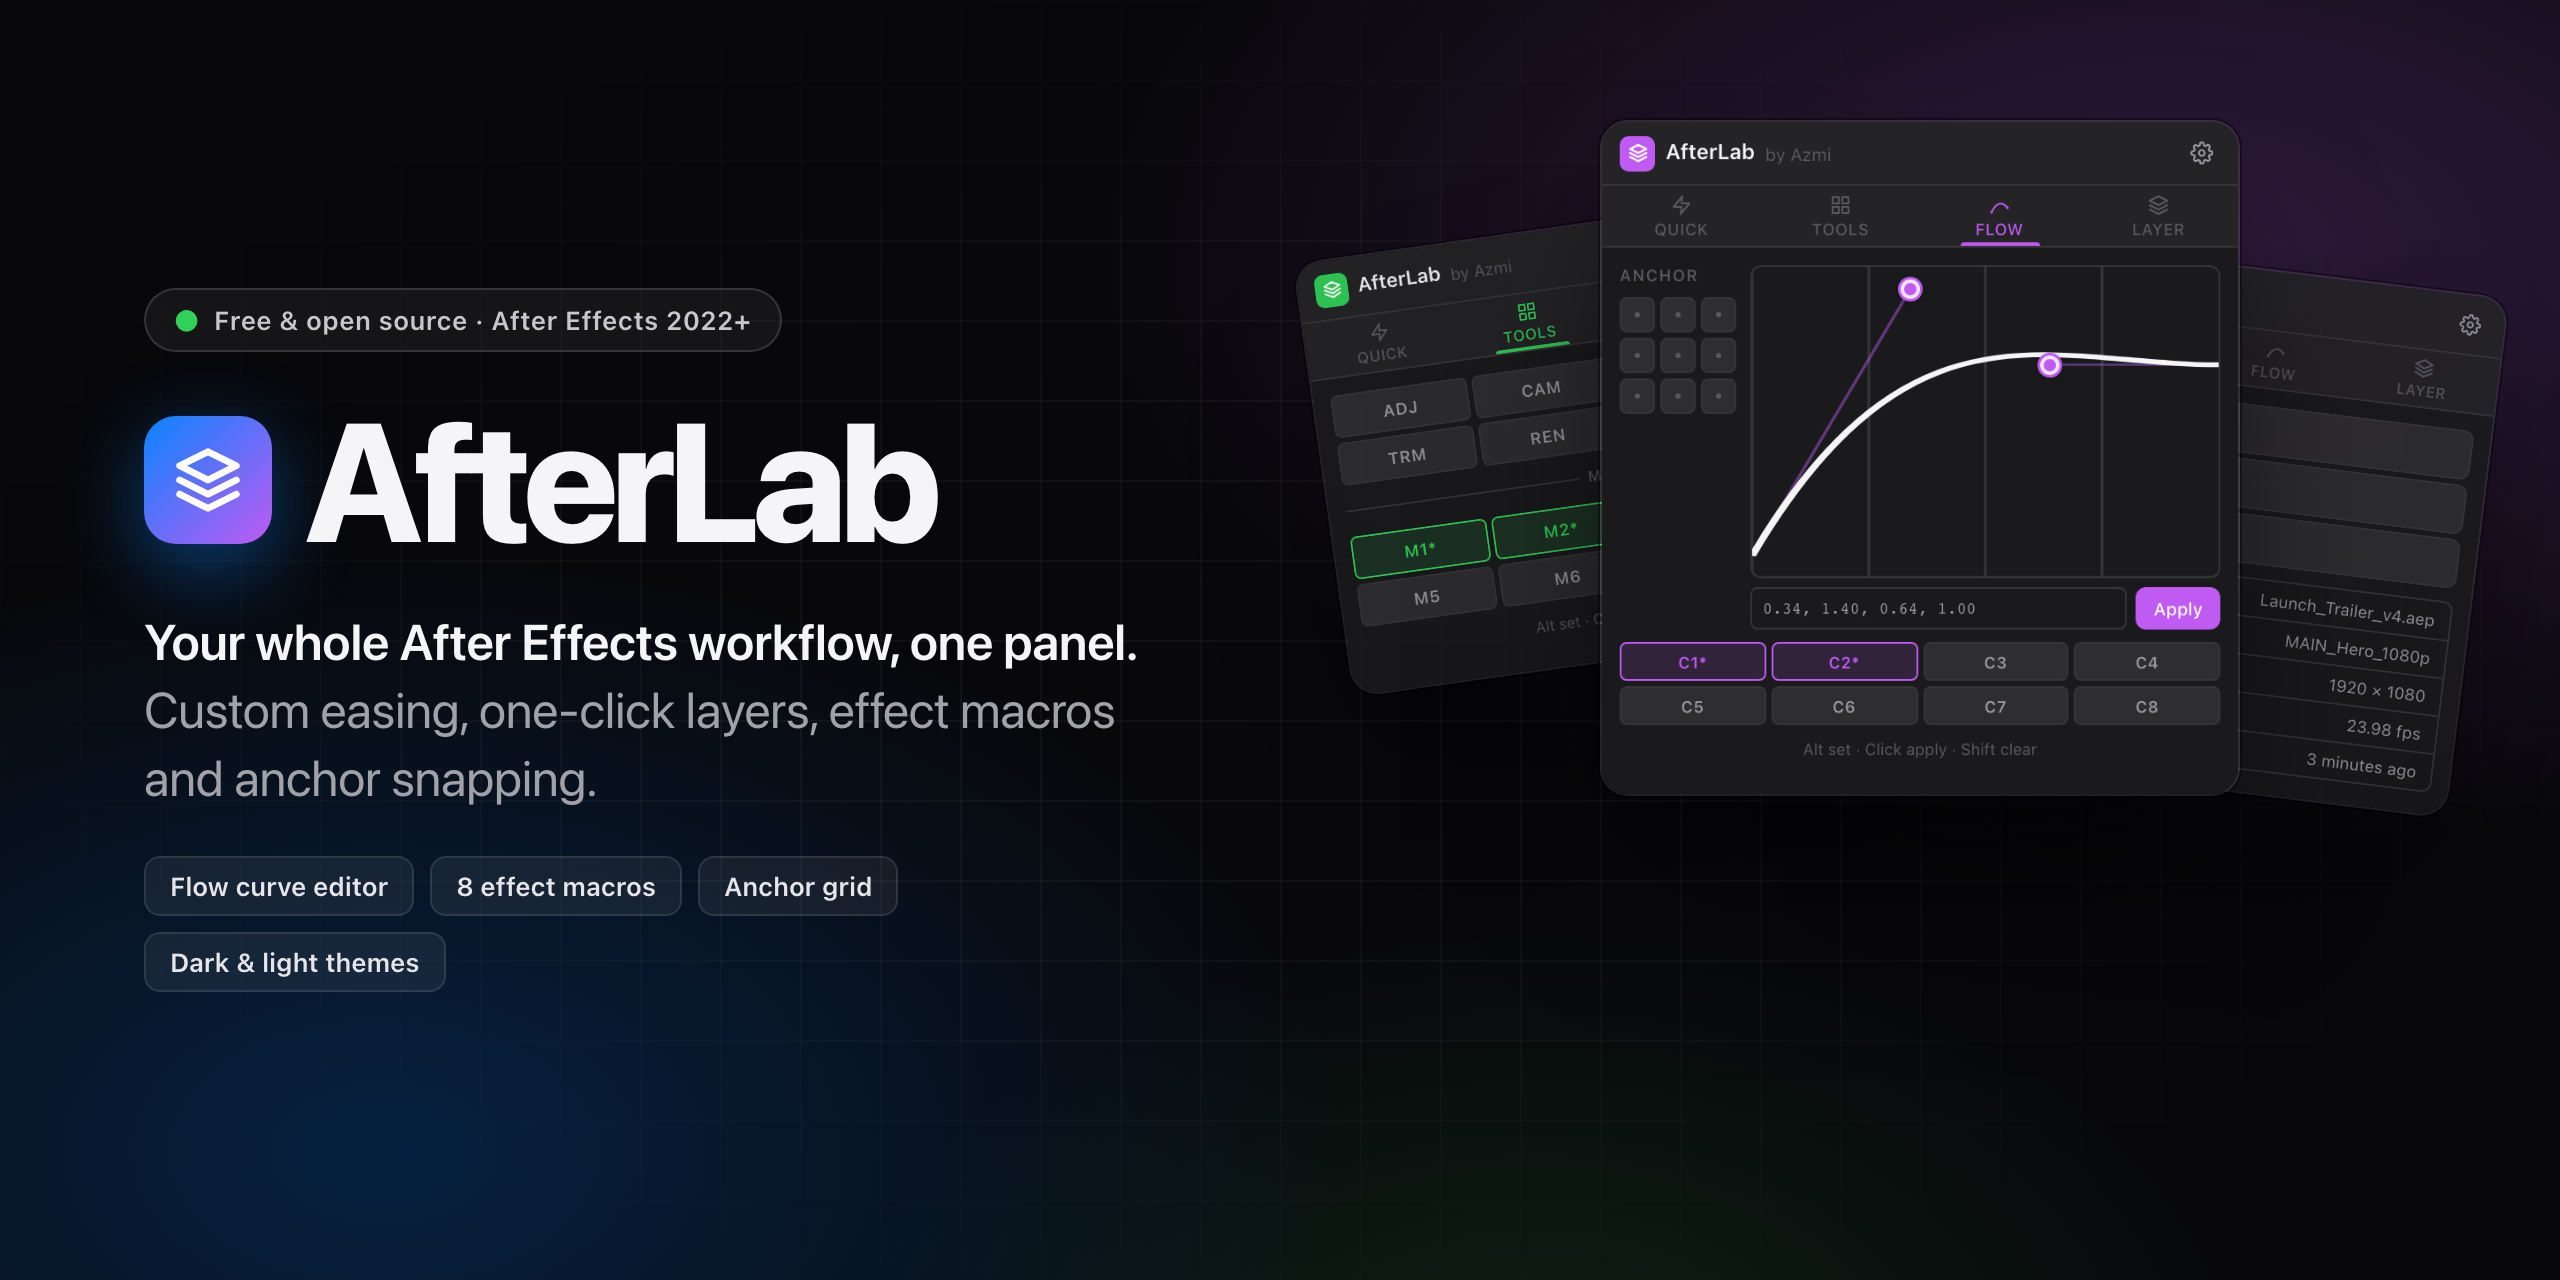 Free & open source · After Effects 2022+
AfterLab
Your whole After Effects workflow, one panel.
Custom easing, one-click layers, effect macros
and anchor snapping.
Flow curve editor
8 effect macros
Anchor grid
Dark & light themes
AfterLab by Azmi
QUICK
TOOLS
ADJ
CAM
TRM
REN
M1*
M2*
M5
M6
Alt set ·
AfterLab by Azmi
QUICK
TOOLS
FLOW
LAYER
ANCHOR
0.34, 1.40, 0.64, 1.00
Apply
C1*
C2*
C3
C4
C5
C6
C7
C8
Alt set · Click apply · Shift clear
FLOW
LAYER
Launch_Trailer_v4.aep
MAIN_Hero_1080p
1920 × 1080
23.98 fps
3 minutes ago